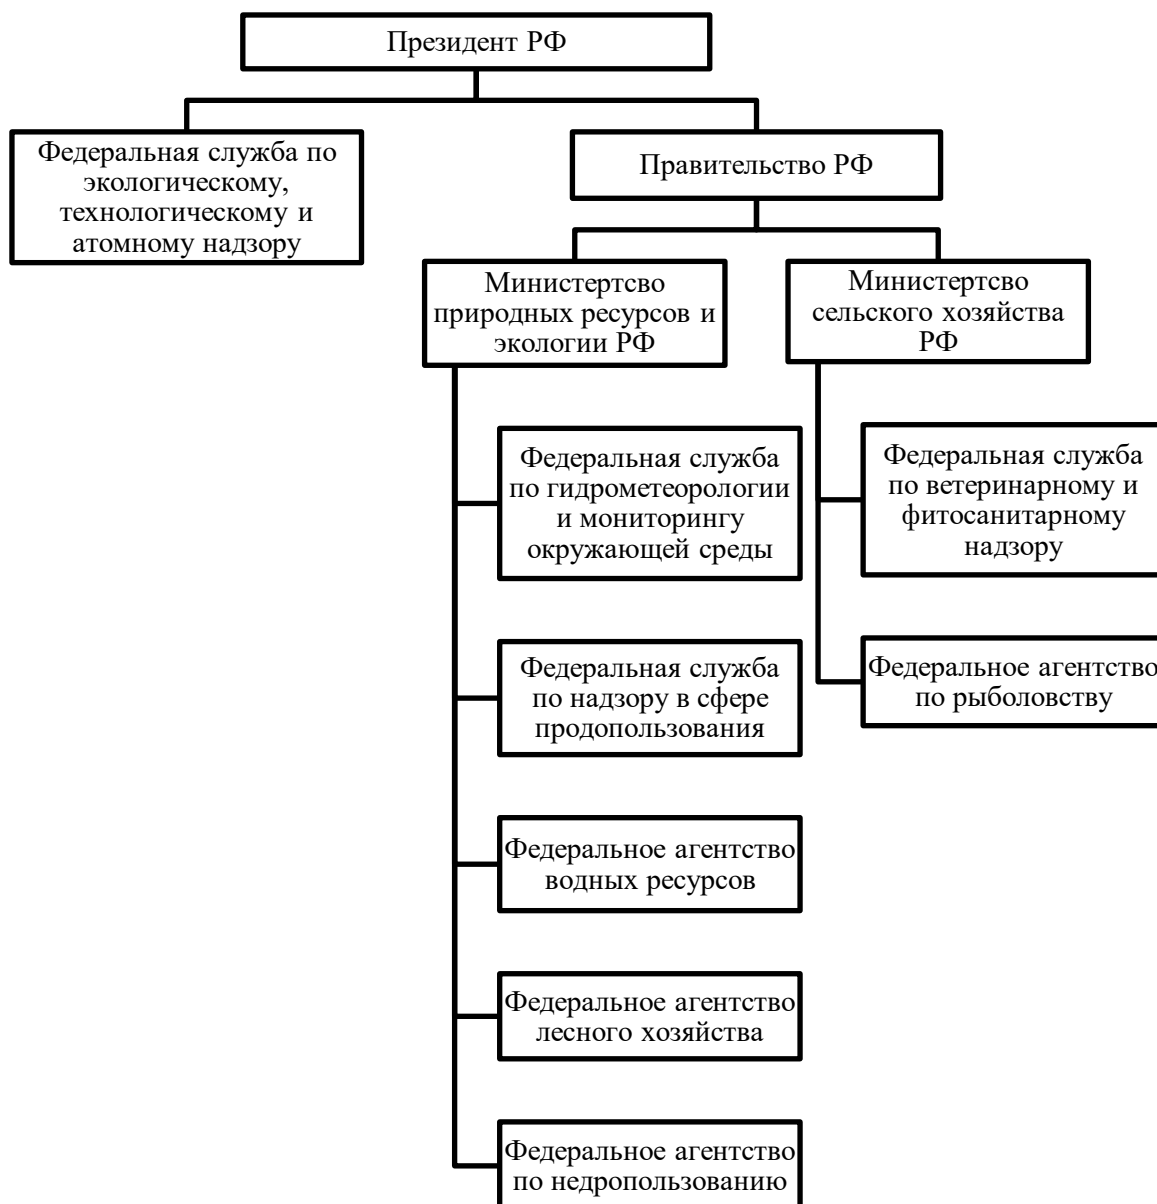 Президент РФ
Федеральная служба по
экологическому,
технологическому и
атомному надзору
Правительство РФ
Министертсво
природных ресурсов и
экологии РФ
Министертсво
сельского хозяйства
РФ
Федеральная служба
по гидрометеорологии
и мониторингу
окружающей среды
Федеральная служба
по надзору в сфере
продопользования
Федеральное агентство
водных ресурсов
Федеральное агентство
лесного хозяйства
Федеральное агентство
по недропользованию
Федеральная служба
по ветеринарному и
фитосанитарному
надзору
Федеральное агентство
по рыболовству